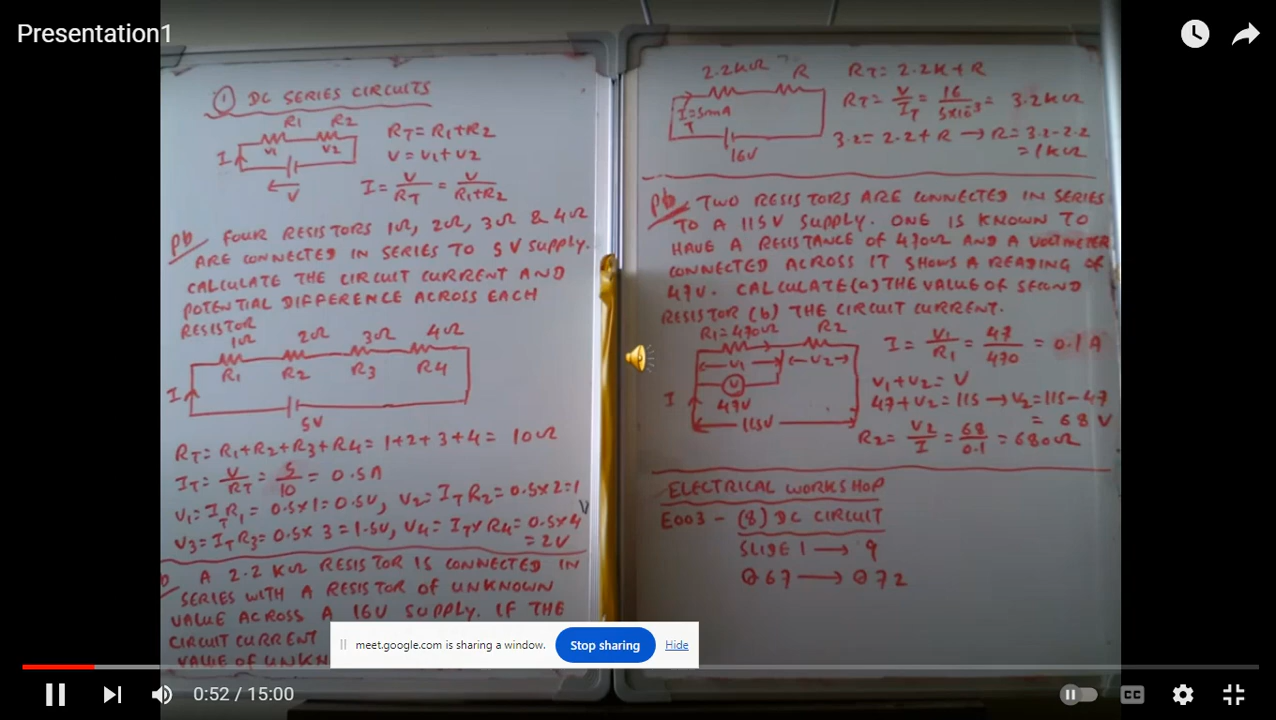 Presentation1
① DC SERIES CIRCUITS
R1 R2
V1 V2
I
V
RT = R1+R2
V = V1+V2
I = V/RT = V/R1+R2
Pb FOUR RESISTORS 1Ω, 2Ω, 3Ω & 4Ω
ARE CONNECTED IN SERIES TO 5V SUPPLY.
CALCULATE THE CIRCUIT CURRENT AND
POTENTIAL DIFFERENCE ACROSS EACH
RESISTOR
1Ω 2Ω 3Ω 4Ω
R1 R2 R3 R4
I
5V
RT = R1+R2+R3+R4 = 1+2+3+4 = 10Ω
IT = V/RT = 5/10 = 0.5A
V1 = ITR1 = 0.5x1 = 0.5V, V2 = ITR2 = 0.5x2 = 1V
V3 = ITR3 = 0.5x3 = 1.5V, V4 = ITxR4 = 0.5x4
= 2V
A 2.2 KΩ RESISTOR IS CONNECTED IN
SERIES WITH A RESISTOR OF UNKNOWN
VALUE ACROSS A 16V SUPPLY. IF THE
CIRCUIT CURRENT
VALUE OF
2.2KΩ R
I=5mA
T
16V
RT = 2.2K+R
RT = V/IT = 16/5x10⁻³ = 3.2KΩ
3.2 = 2.2+R → R = 3.2-2.2
= 1KΩ
Pb TWO RESISTORS ARE CONNECTED IN SERIES
TO A 115V SUPPLY. ONE IS KNOWN TO
HAVE A RESISTANCE OF 470Ω AND A VOLTMETER
CONNECTED ACROSS IT SHOWS A READING OF
47V. CALCULATE (a) THE VALUE OF SECOND
RESISTOR (b) THE CIRCUIT CURRENT.
R1=470Ω R2
V1 V2
V
I
47V
115V
I = V1/R1 = 47/470 = 0.1A
V1+V2 = V
47+V2 = 115 → V2 = 115-47
= 68V
R2 = V2/I = 68/0.1 = 680Ω
ELECTRICAL WORKSHOP
E003 - (8) DC CIRCUIT
SLIDE 1 → 9
Q67 → Q72
meet.google.com is sharing a window.
Stop sharing
Hide
0:52 / 15:00
CC